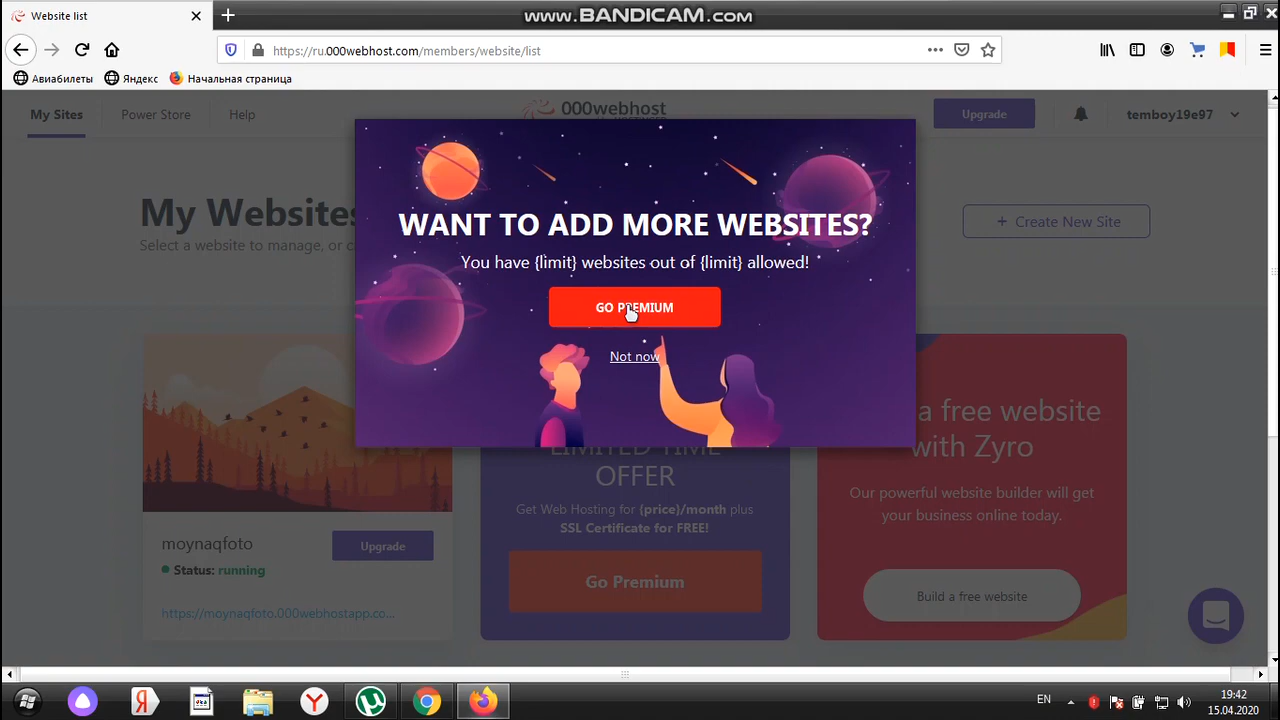 Website list
www.BANDICAM.com
https://ru.000webhost.com/members/website/list
Авиабилеты
Яндекс
Начальная страница
My Sites
Power Store
Help
000webhost
Upgrade
temboy19e97
My Websites
Select a website to manage, or c
+ Create New Site
WANT TO ADD MORE WEBSITES?
You have {limit} websites out of {limit} allowed!
GO PREMIUM
Not now
moynaqfoto
Upgrade
Status: running
https://moynaqfoto.000webhostapp.co...
LIMITED TIME
OFFER
Get Web Hosting for (price)/month plus
SSL Certificate for FREE!
Go Premium
a free website
with Zyro
Our powerful website builder will get
your business online today.
Build a free website
EN
19:42
15.04.2020